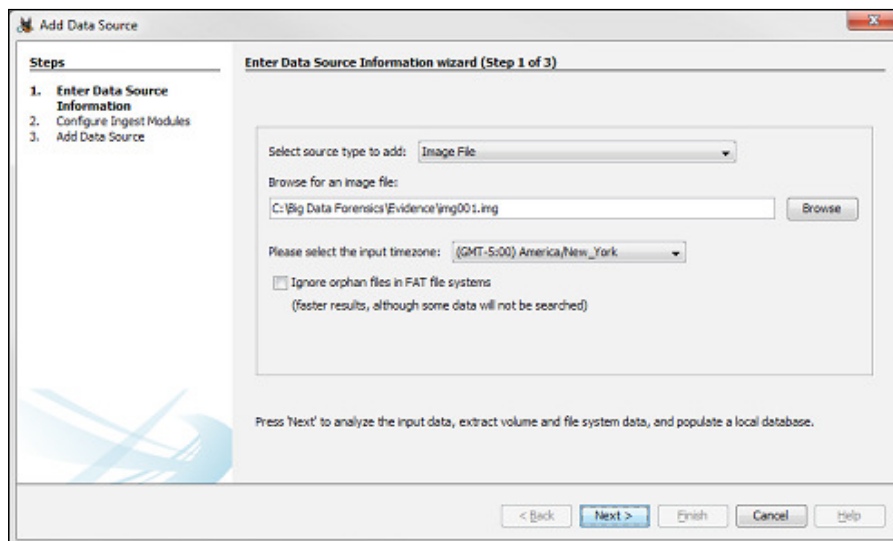 Add Data Source
Steps
1. Enter Data Source
Information
2. Configure Ingest Modules
3. Add Data Source
Enter Data Source Information wizard (Step 1 of 3)
Select source type to add: Image File
Browse for an image file:
C:\Big Data Forensics\Evidence\img001.img
Browse
Please select the input timezone: (GMT-5:00) America/New_York
Ignore orphan files in FAT file systems
(faster results, although some data will not be searched)
Press 'Next' to analyze the input data, extract volume and file system data, and populate a local database.
< Back Next > Finish Cancel Help